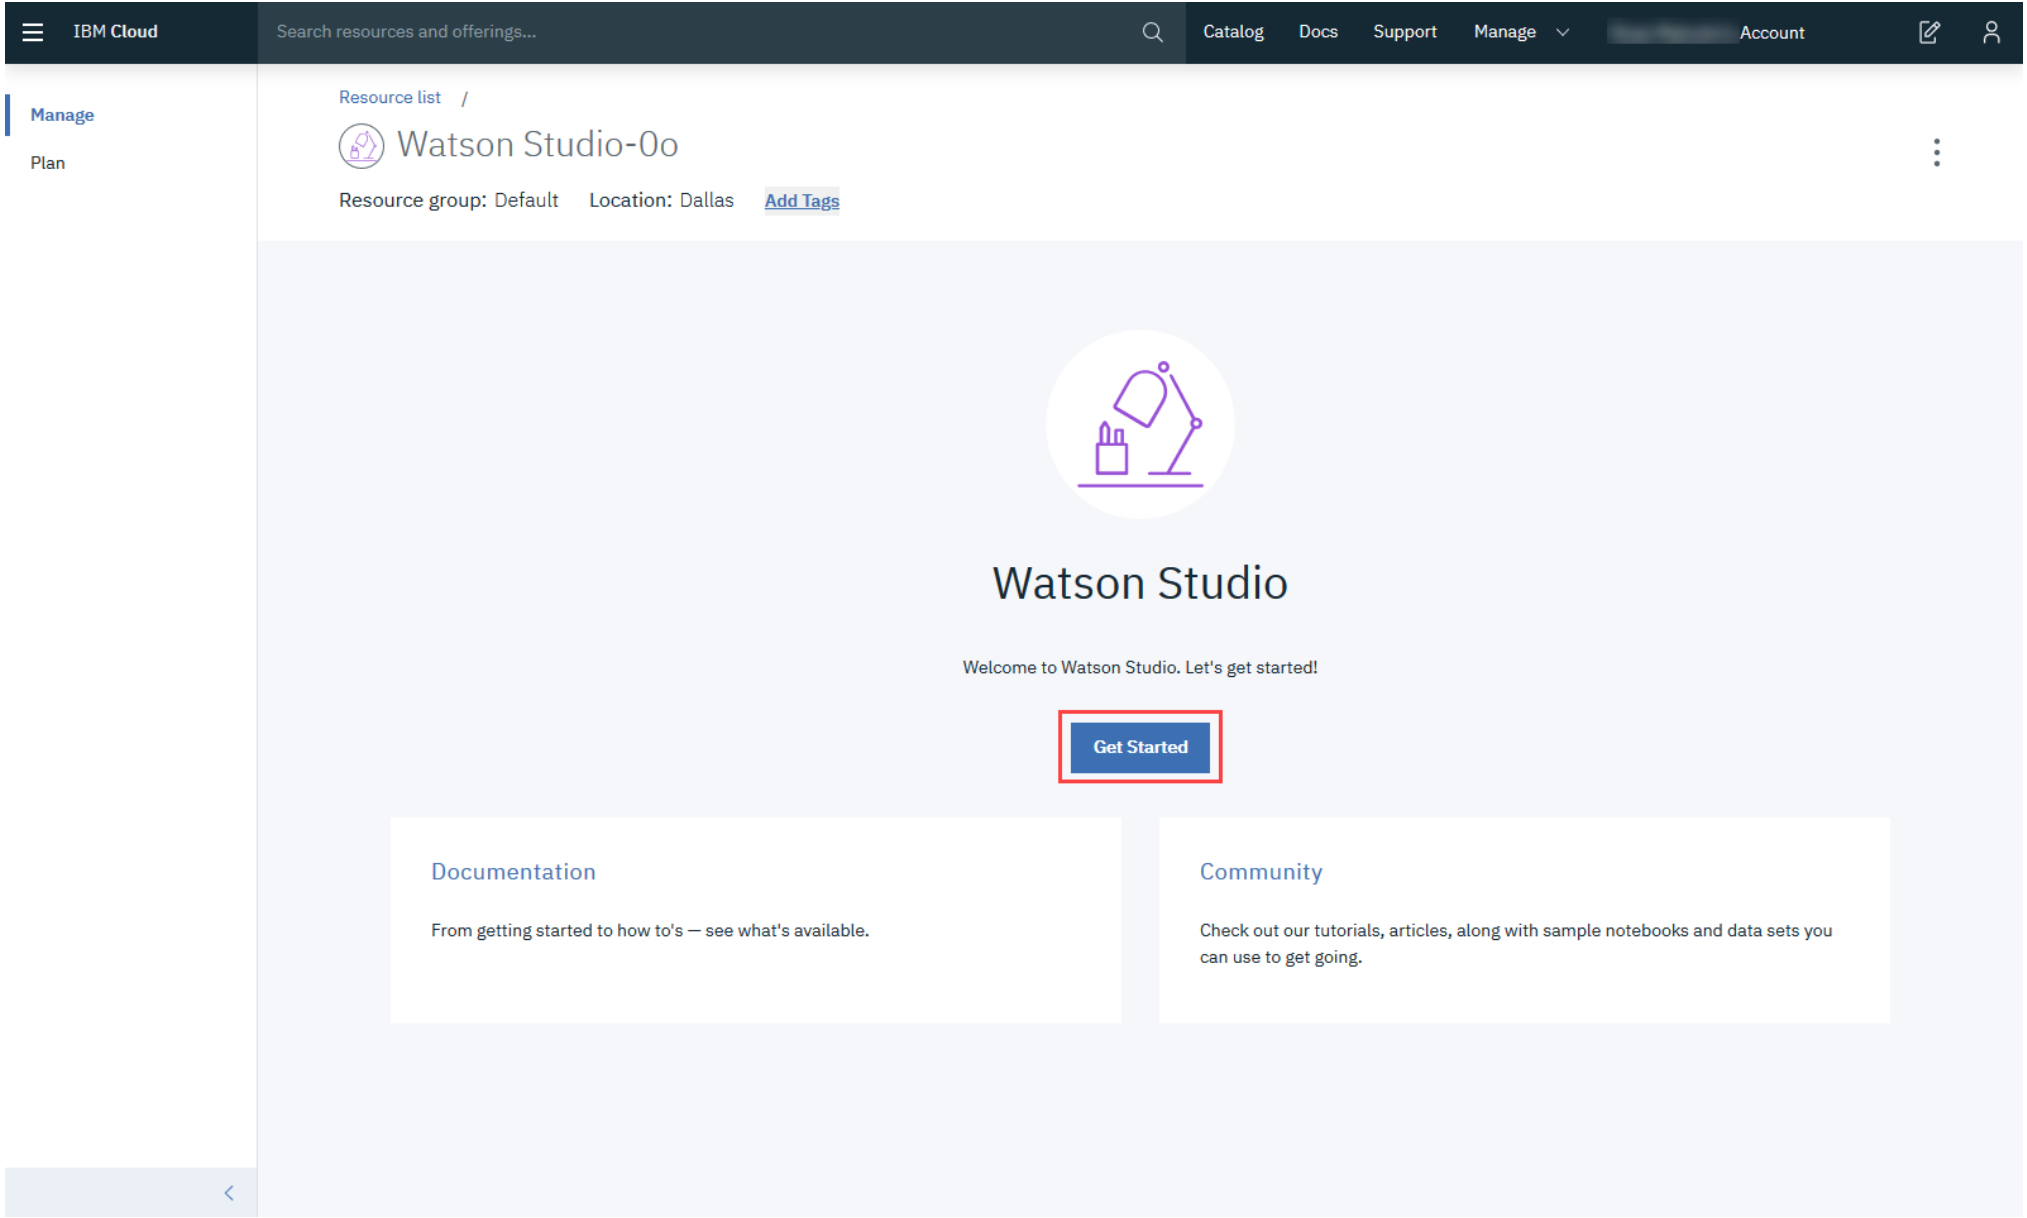 IBM Cloud
Search resources and offerings...
Catalog Docs Support Manage Account
Manage
Plan
Resource list /
Watson Studio-0o
Resource group: Default Location: Dallas Add Tags
Watson Studio
Welcome to Watson Studio. Let's get started!
Get Started
Documentation
From getting started to how to's — see what's available.
Community
Check out our tutorials, articles, along with sample notebooks and data sets you
can use to get going.